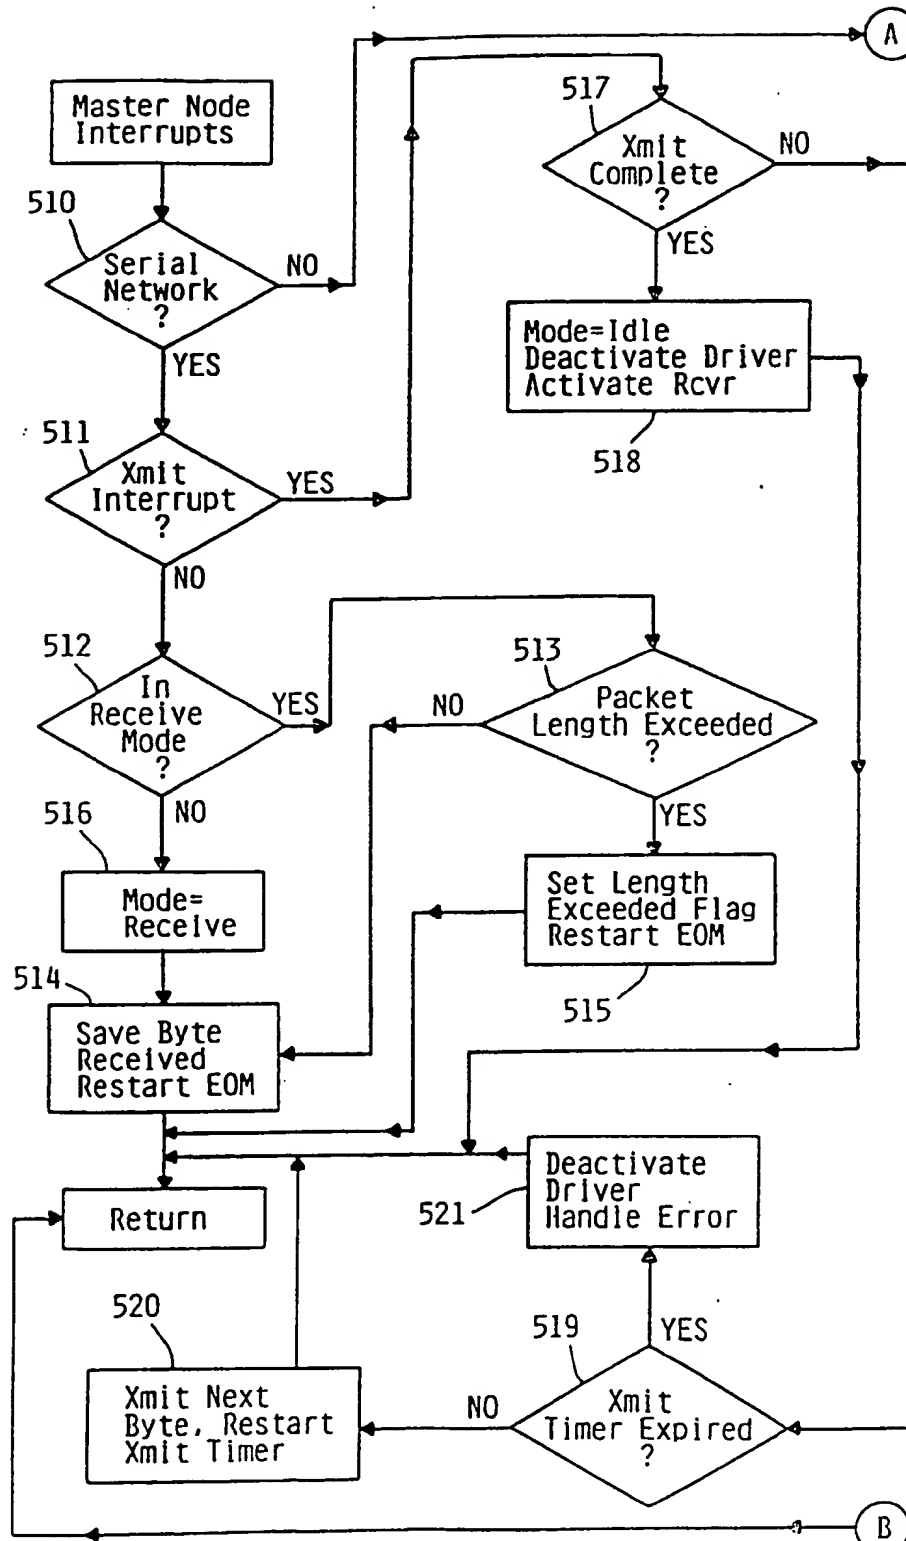 A
Master Node
Interrupts
517
Xmit
Complete
?
NO
YES
510
Serial
Network
?
NO
YES
Mode=Idle
Deactivate Driver
Activate Rcvr
518
511
Xmit
Interrupt
?
YES
NO
512
In
Receive
Mode
?
YES
NO
513
Packet
Length Exceeded
?
NO
YES
516
Mode=
Receive
Set Length
Exceeded Flag
Restart EOM
515
514
Save Byte
Received
Restart EOM
Return
Deactivate
Driver
Handle Error
521
520
Xmit Next
Byte, Restart
Xmit Timer
519
YES
Xmit
Timer Expired
?
NO
B